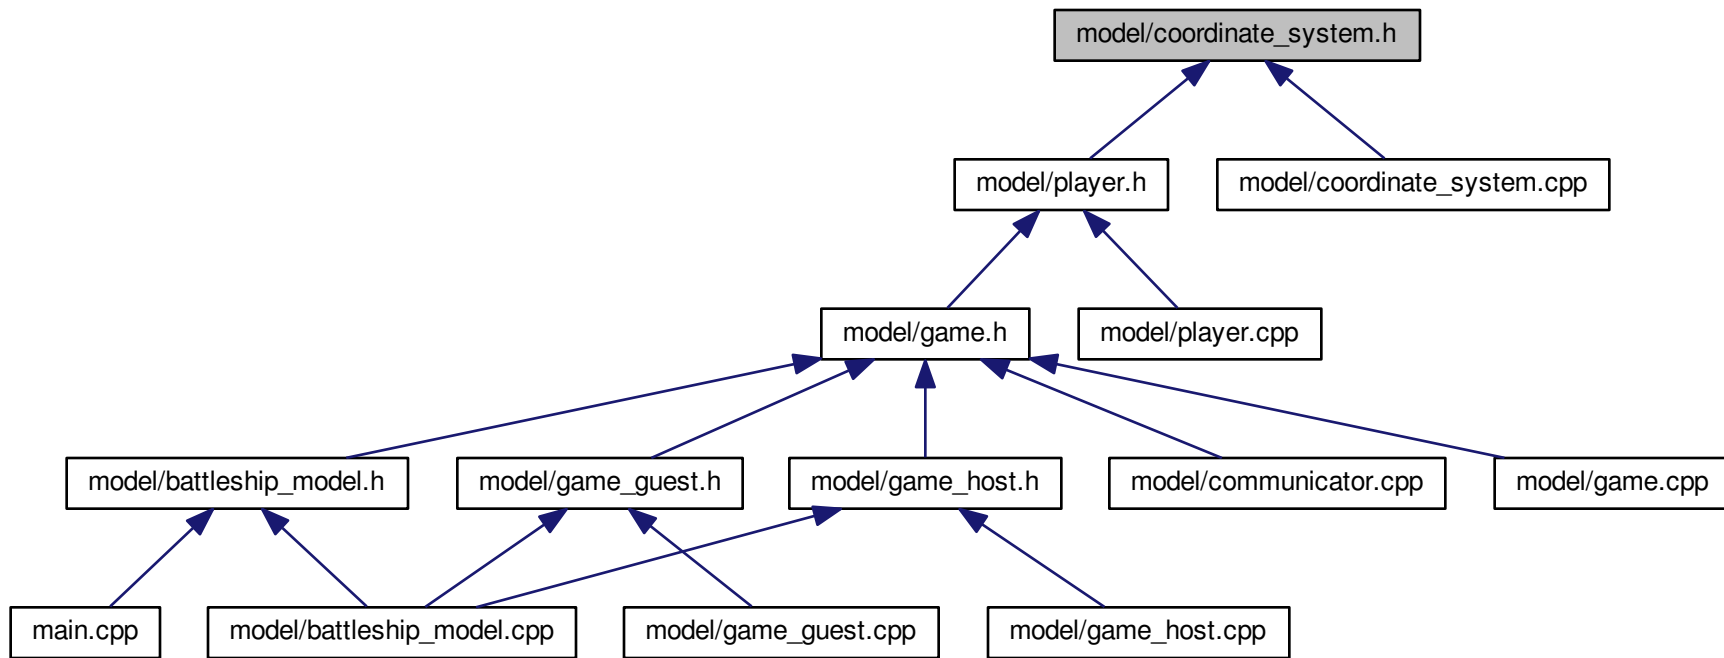 model/coordinate_system.h
model/player.h
model/coordinate_system.cpp
model/game.h
model/player.cpp
model/battleship_model.h
model/game_guest.h
model/game_host.h
model/communicator.cpp
model/game.cpp
main.cpp
model/battleship_model.cpp
model/game_guest.cpp
model/game_host.cpp